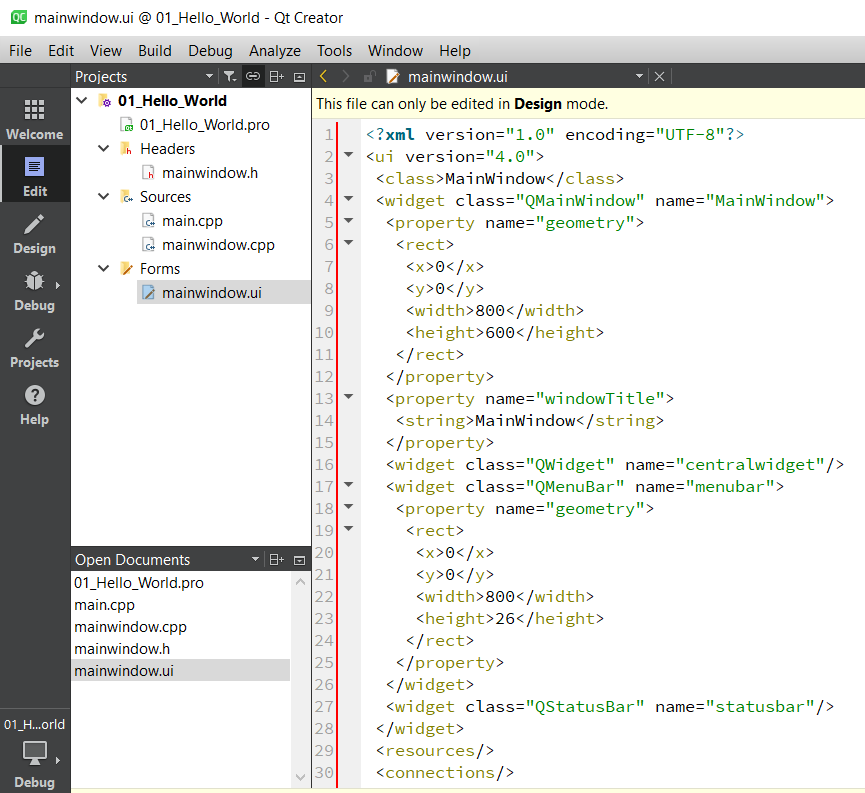 QC mainwindow.ui @ 01_Hello_World - Qt Creator
File Edit View Build Debug Analyze Tools Window Help
Projects
mainwindow.ui
Welcome
Edit
Design
Debug
Projects
Help
01_H...orld
Debug
01_Hello_World
01_Hello_World.pro
Headers
mainwindow.h
Sources
main.cpp
mainwindow.cpp
Forms
mainwindow.ui
Open Documents
01_Hello_World.pro
main.cpp
mainwindow.cpp
mainwindow.h
mainwindow.ui
This file can only be edited in Design mode.
1 <?xml version="1.0" encoding="UTF-8"?>
2 <ui version="4.0">
3 <class>MainWindow</class>
4 <widget class="QMainWindow" name="MainWindow">
5 <property name="geometry">
6 <rect>
7 <x>0</x>
8 <y>0</y>
9 <width>800</width>
10 <height>600</height>
11 </rect>
12 </property>
13 <property name="windowTitle">
14 <string>MainWindow</string>
15 </property>
16 <widget class="QWidget" name="centralwidget"/>
17 <widget class="QMenuBar" name="menubar">
18 <property name="geometry">
19 <rect>
20 <x>0</x>
21 <y>0</y>
22 <width>800</width>
23 <height>26</height>
24 </rect>
25 </property>
26 </widget>
27 <widget class="QStatusBar" name="statusbar"/>
28 </widget>
29 <resources/>
30 <connections/>